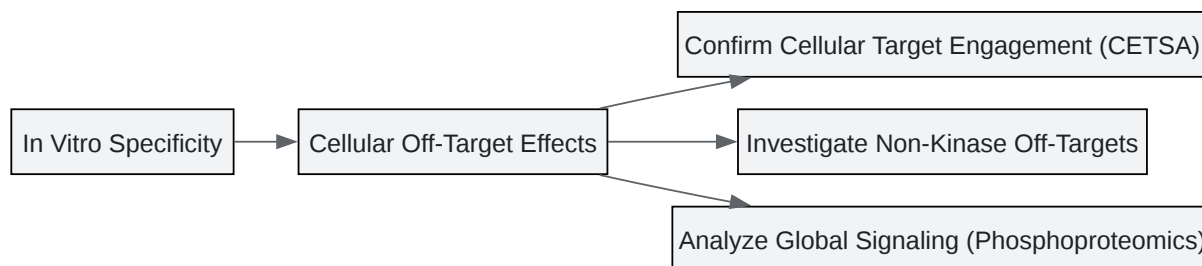 Confirm Cellular Target Engagement (CETSA)
In Vitro Specificity
Cellular Off-Target Effects
Investigate Non-Kinase Off-Targets
Analyze Global Signaling (Phosphoproteomics)